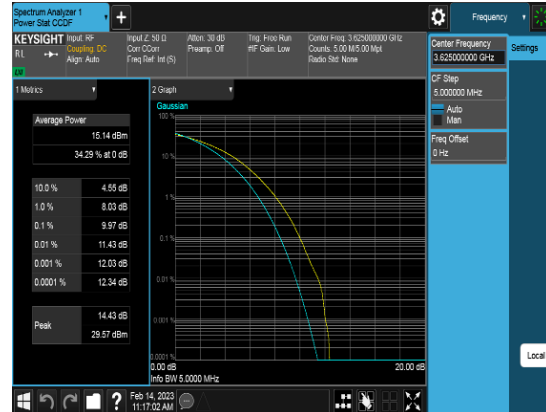 Spectrum Analyzer 1
Power Stat CCDF
+
Frequency
KEYSIGHT
Input: RF
Coupling: DC
Align: Auto
Input Z: 50 Ω
Corr CCorr
Freq Ref: Int (S)
Atten: 30 dB
Preamp: Off
Trig: Free Run
#IF Gain: Low
Center Freq: 3.625000000 GHz
Counts: 5.00 M/5.00 Mpt
Radio Std: None
RL
Center Frequency
3.625000000 GHz
Settings
CF Step
5.000000 MHz
Auto
Man
Freq Offset
0 Hz
1 Metrics
2 Graph
Gaussian
Average Power
15.14 dBm
34.29 % at 0 dB
10.0 % 4.55 dB
1.0 % 8.03 dB
0.1 % 9.97 dB
0.01 % 11.43 dB
0.001 % 12.03 dB
0.0001 % 12.34 dB
Peak
14.43 dB
29.57 dBm
100 %
10 %
1 %
0.1 %
0.01 %
0.001 %
0.0001 %
0.00 dB
20.00 dB
Info BW 5.0000 MHz
Local
?
Feb 14, 2023
11:17:02 AM